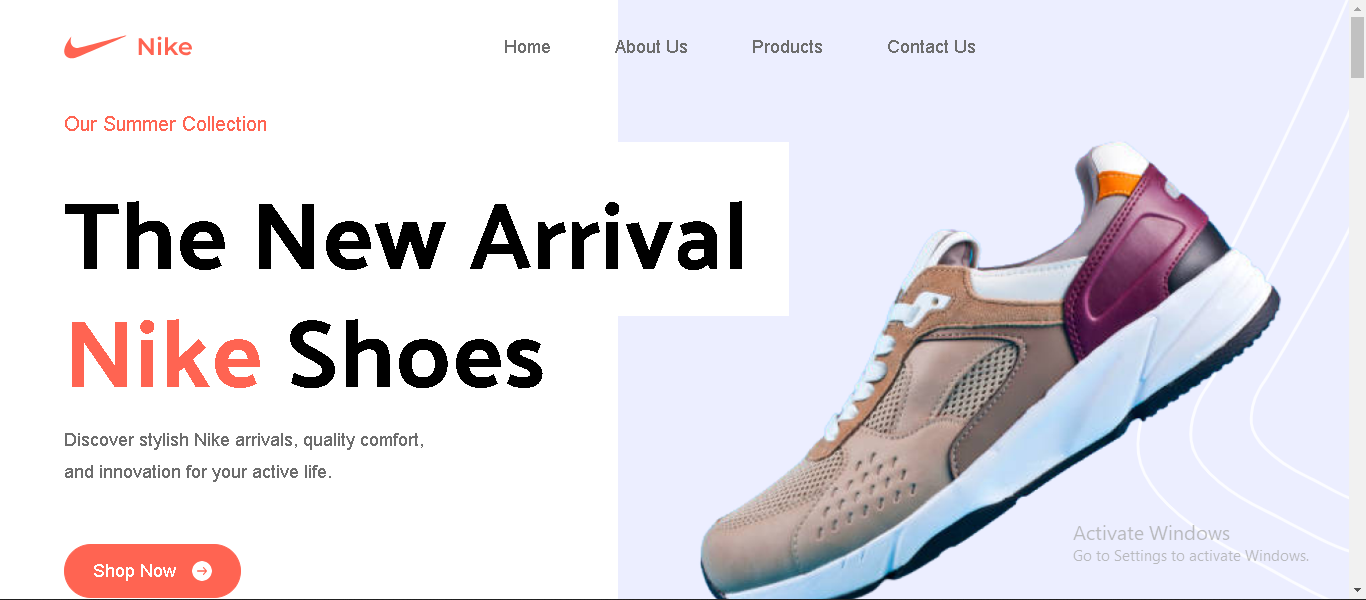 Nike
Home About Us Products Contact Us
Our Summer Collection
The New Arrival
Nike Shoes
Discover stylish Nike arrivals, quality comfort,
and innovation for your active life.
Shop Now
Activate Windows
Go to Settings to activate Windows.